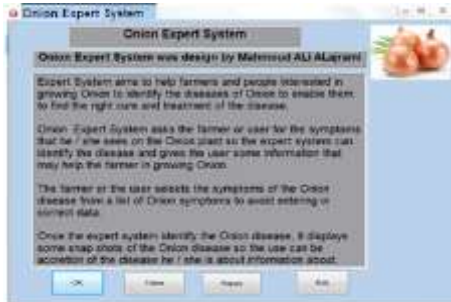 Onion Expert System
Onion Expert System
Onion Expert System was design by Mahmoud ALi ALajrami
Expert System aims to help farmers and people interested in
growing Onion to identify the diseases of Onion to enable them
to find the right cure and treatment of the disease.
Onion Expert System asks the farmer or user for the symptoms
that he / she sees on the Onion plant so the expert system can
identify the disease and gives the user some information that
may help the farmer in growing Onion.
The farmer or the user selects the symptoms of the Onion
disease from a list of Onion symptoms to avoid entering in
correct data.
Once the expert system identify the Onion disease, it displays
some snap shots of the Onion disease so the use can be
accretion of the disease he / she is about information about.
OK